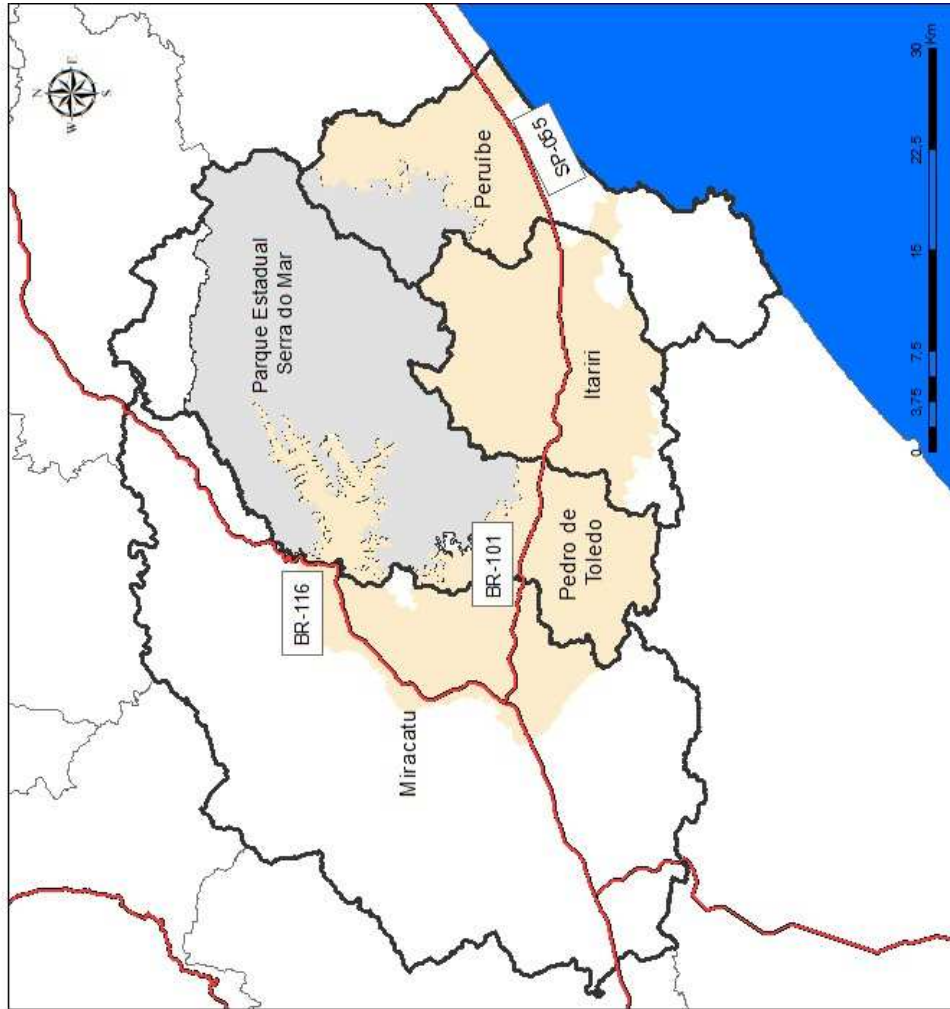 N
W
E
S
BR-116
Parque Estadual
Serra do Mar
Miracatu
BR-101
Peruíbe
SP-055
Pedro de
Toledo
Itariri
0 3,75 7,5 15 22,5 30
Km